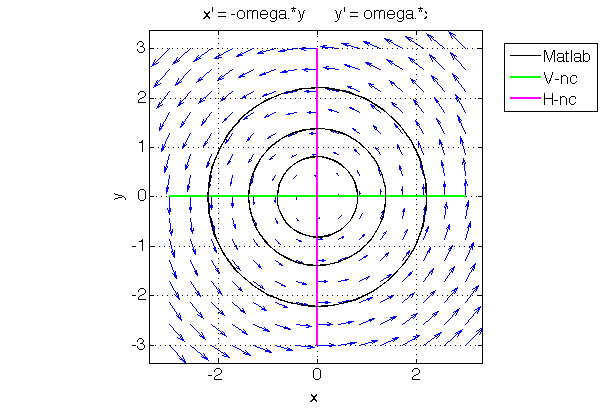 x' = -omega.*y y' = omega.*
Matlab
V-nc
H-nc
3
2
1
0
-1
-2
-3
y
-2
0
2
x